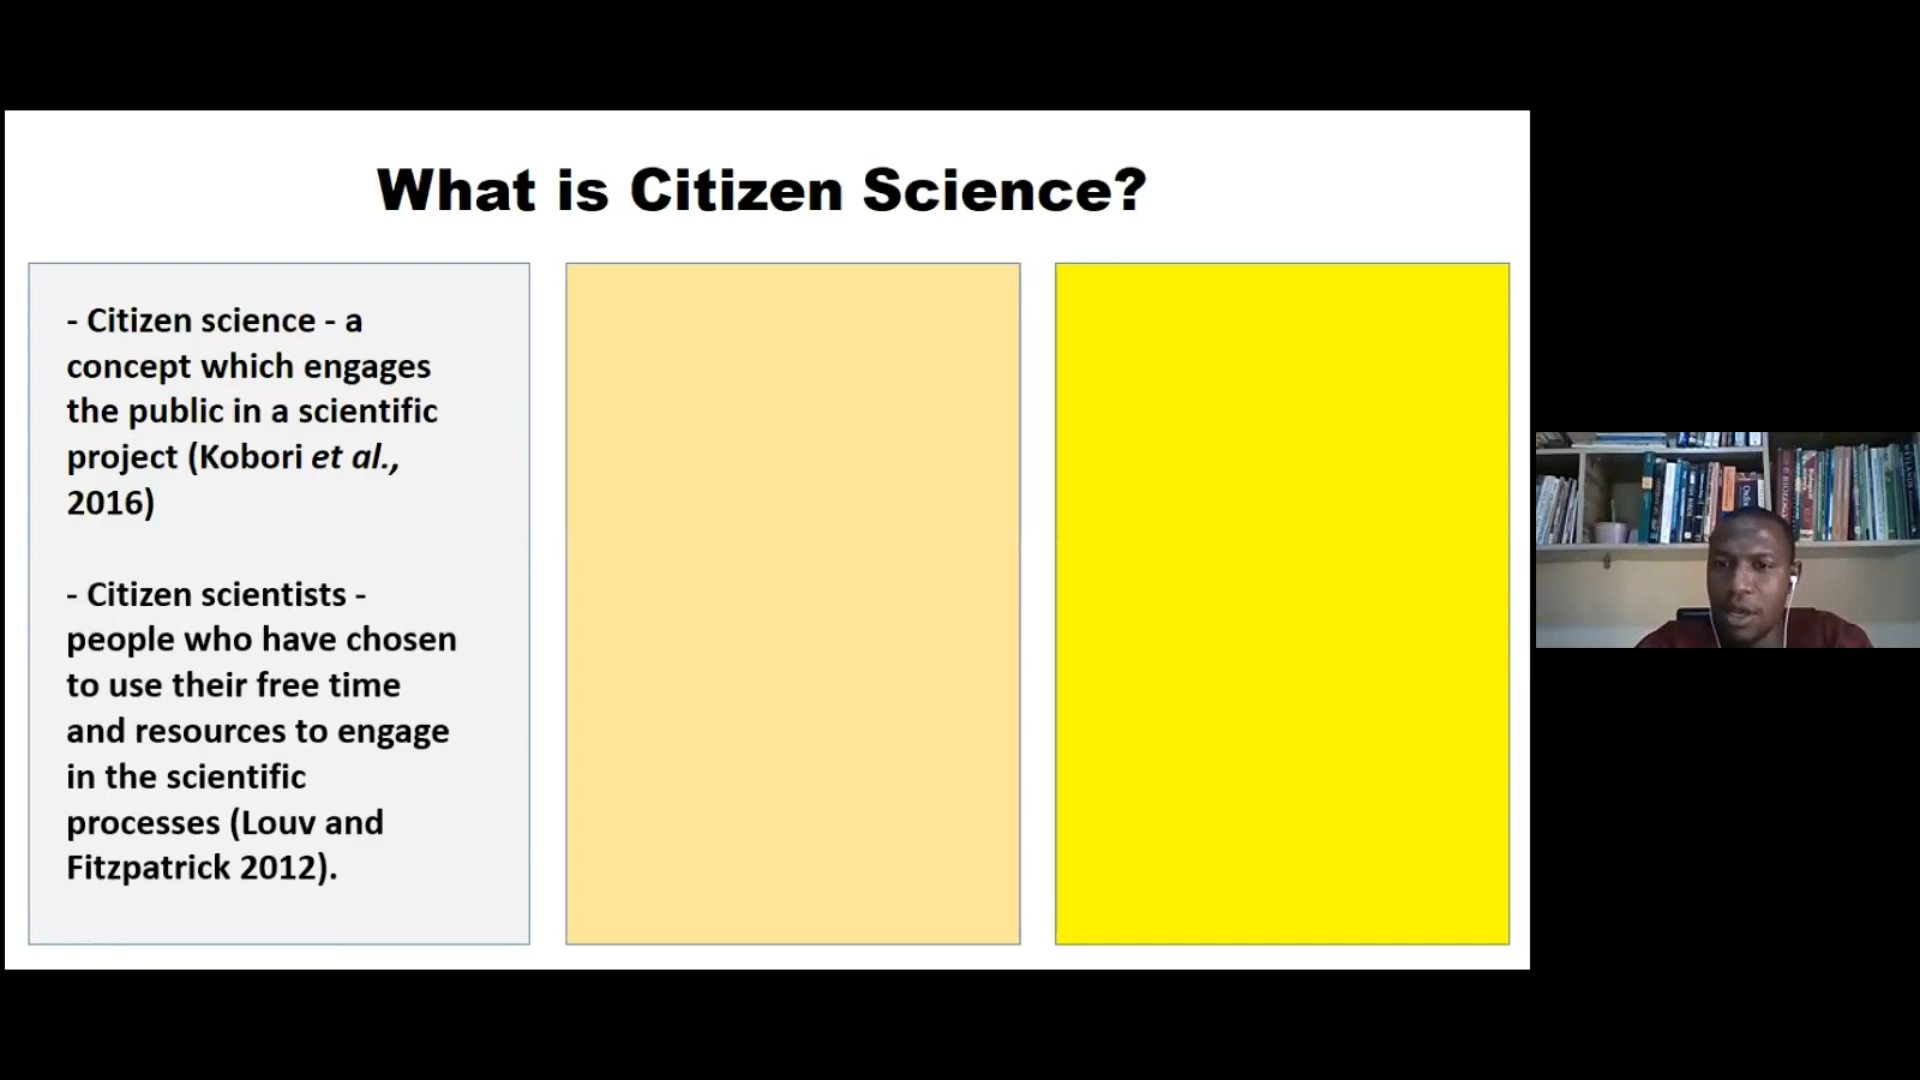 What is Citizen Science?
- Citizen science - a
concept which engages
the public in a scientific
project (Kobori et al.,
2016)
- Citizen scientists -
people who have chosen
to use their free time
and resources to engage
in the scientific
processes (Louv and
Fitzpatrick 2012).